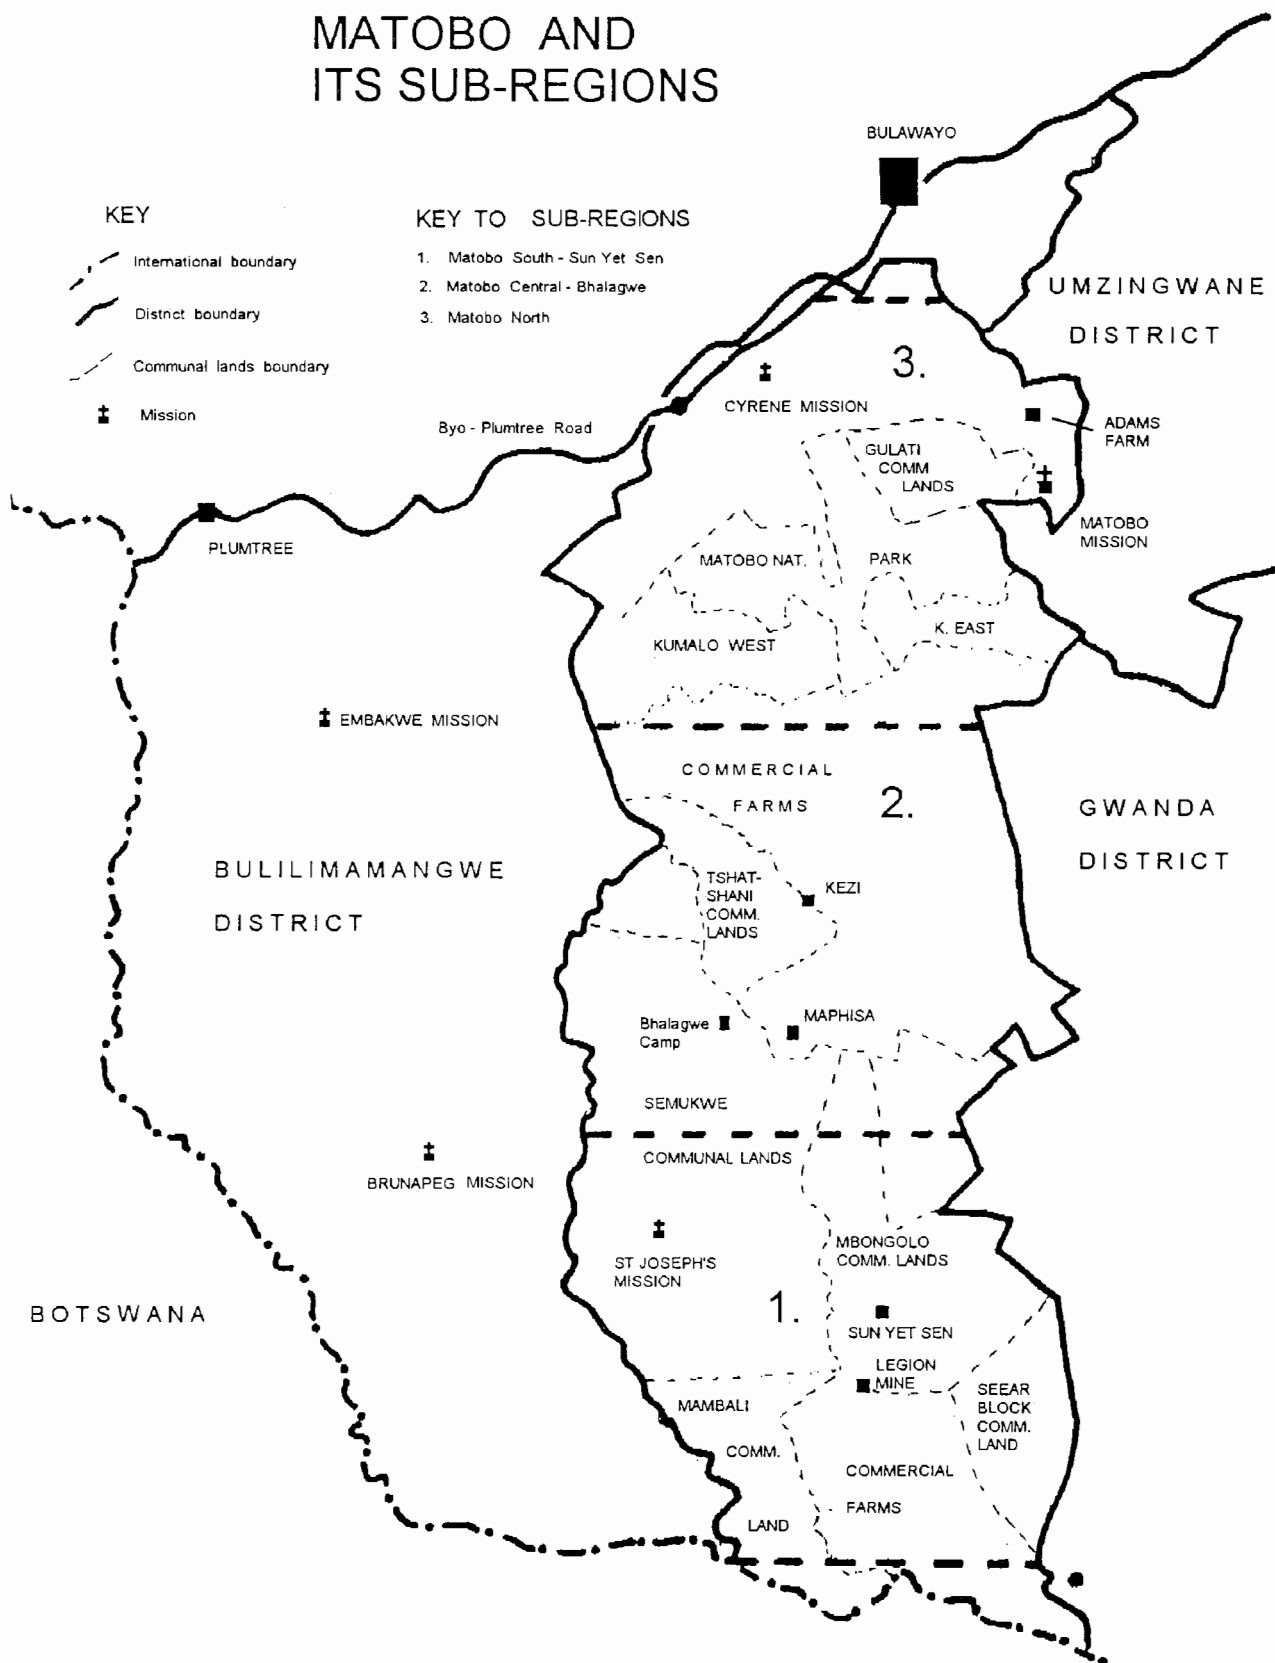 MATOBO AND
ITS SUB-REGIONS
BULAWAYO
KEY
International boundary
District boundary
Communal lands boundary
Mission
KEY TO SUB-REGIONS
1. Matobo South - Sun Yet Sen
2. Matobo Central - Bhalagwe
3. Matobo North
UMZINGWANE
DISTRICT
3.
CYRENE MISSION
Byo - Plumtree Road
ADAMS
FARM
GULATI
COMM
LANDS
PLUMTREE
MATOBO
MISSION
MATOBO NAT.
PARK
KUMALO WEST
K. EAST
EMBAKWE MISSION
COMMERCIAL
FARMS
2.
GWANDA
DISTRICT
BULILIMAMANGWE
DISTRICT
TSHAT-
SHANI
COMM.
LANDS
KEZI
Bhalagwe
Camp
MAPHISA
SEMUKWE
COMMUNAL LANDS
BRUNAPEG MISSION
ST JOSEPH'S
MISSION
MBONGOLO
COMM. LANDS
BOTSWANA
1.
SUN YET SEN
LEGION
MINE
SEEAR
BLOCK
COMM.
LAND
MAMBALI
COMM.
LAND
COMMERCIAL
FARMS